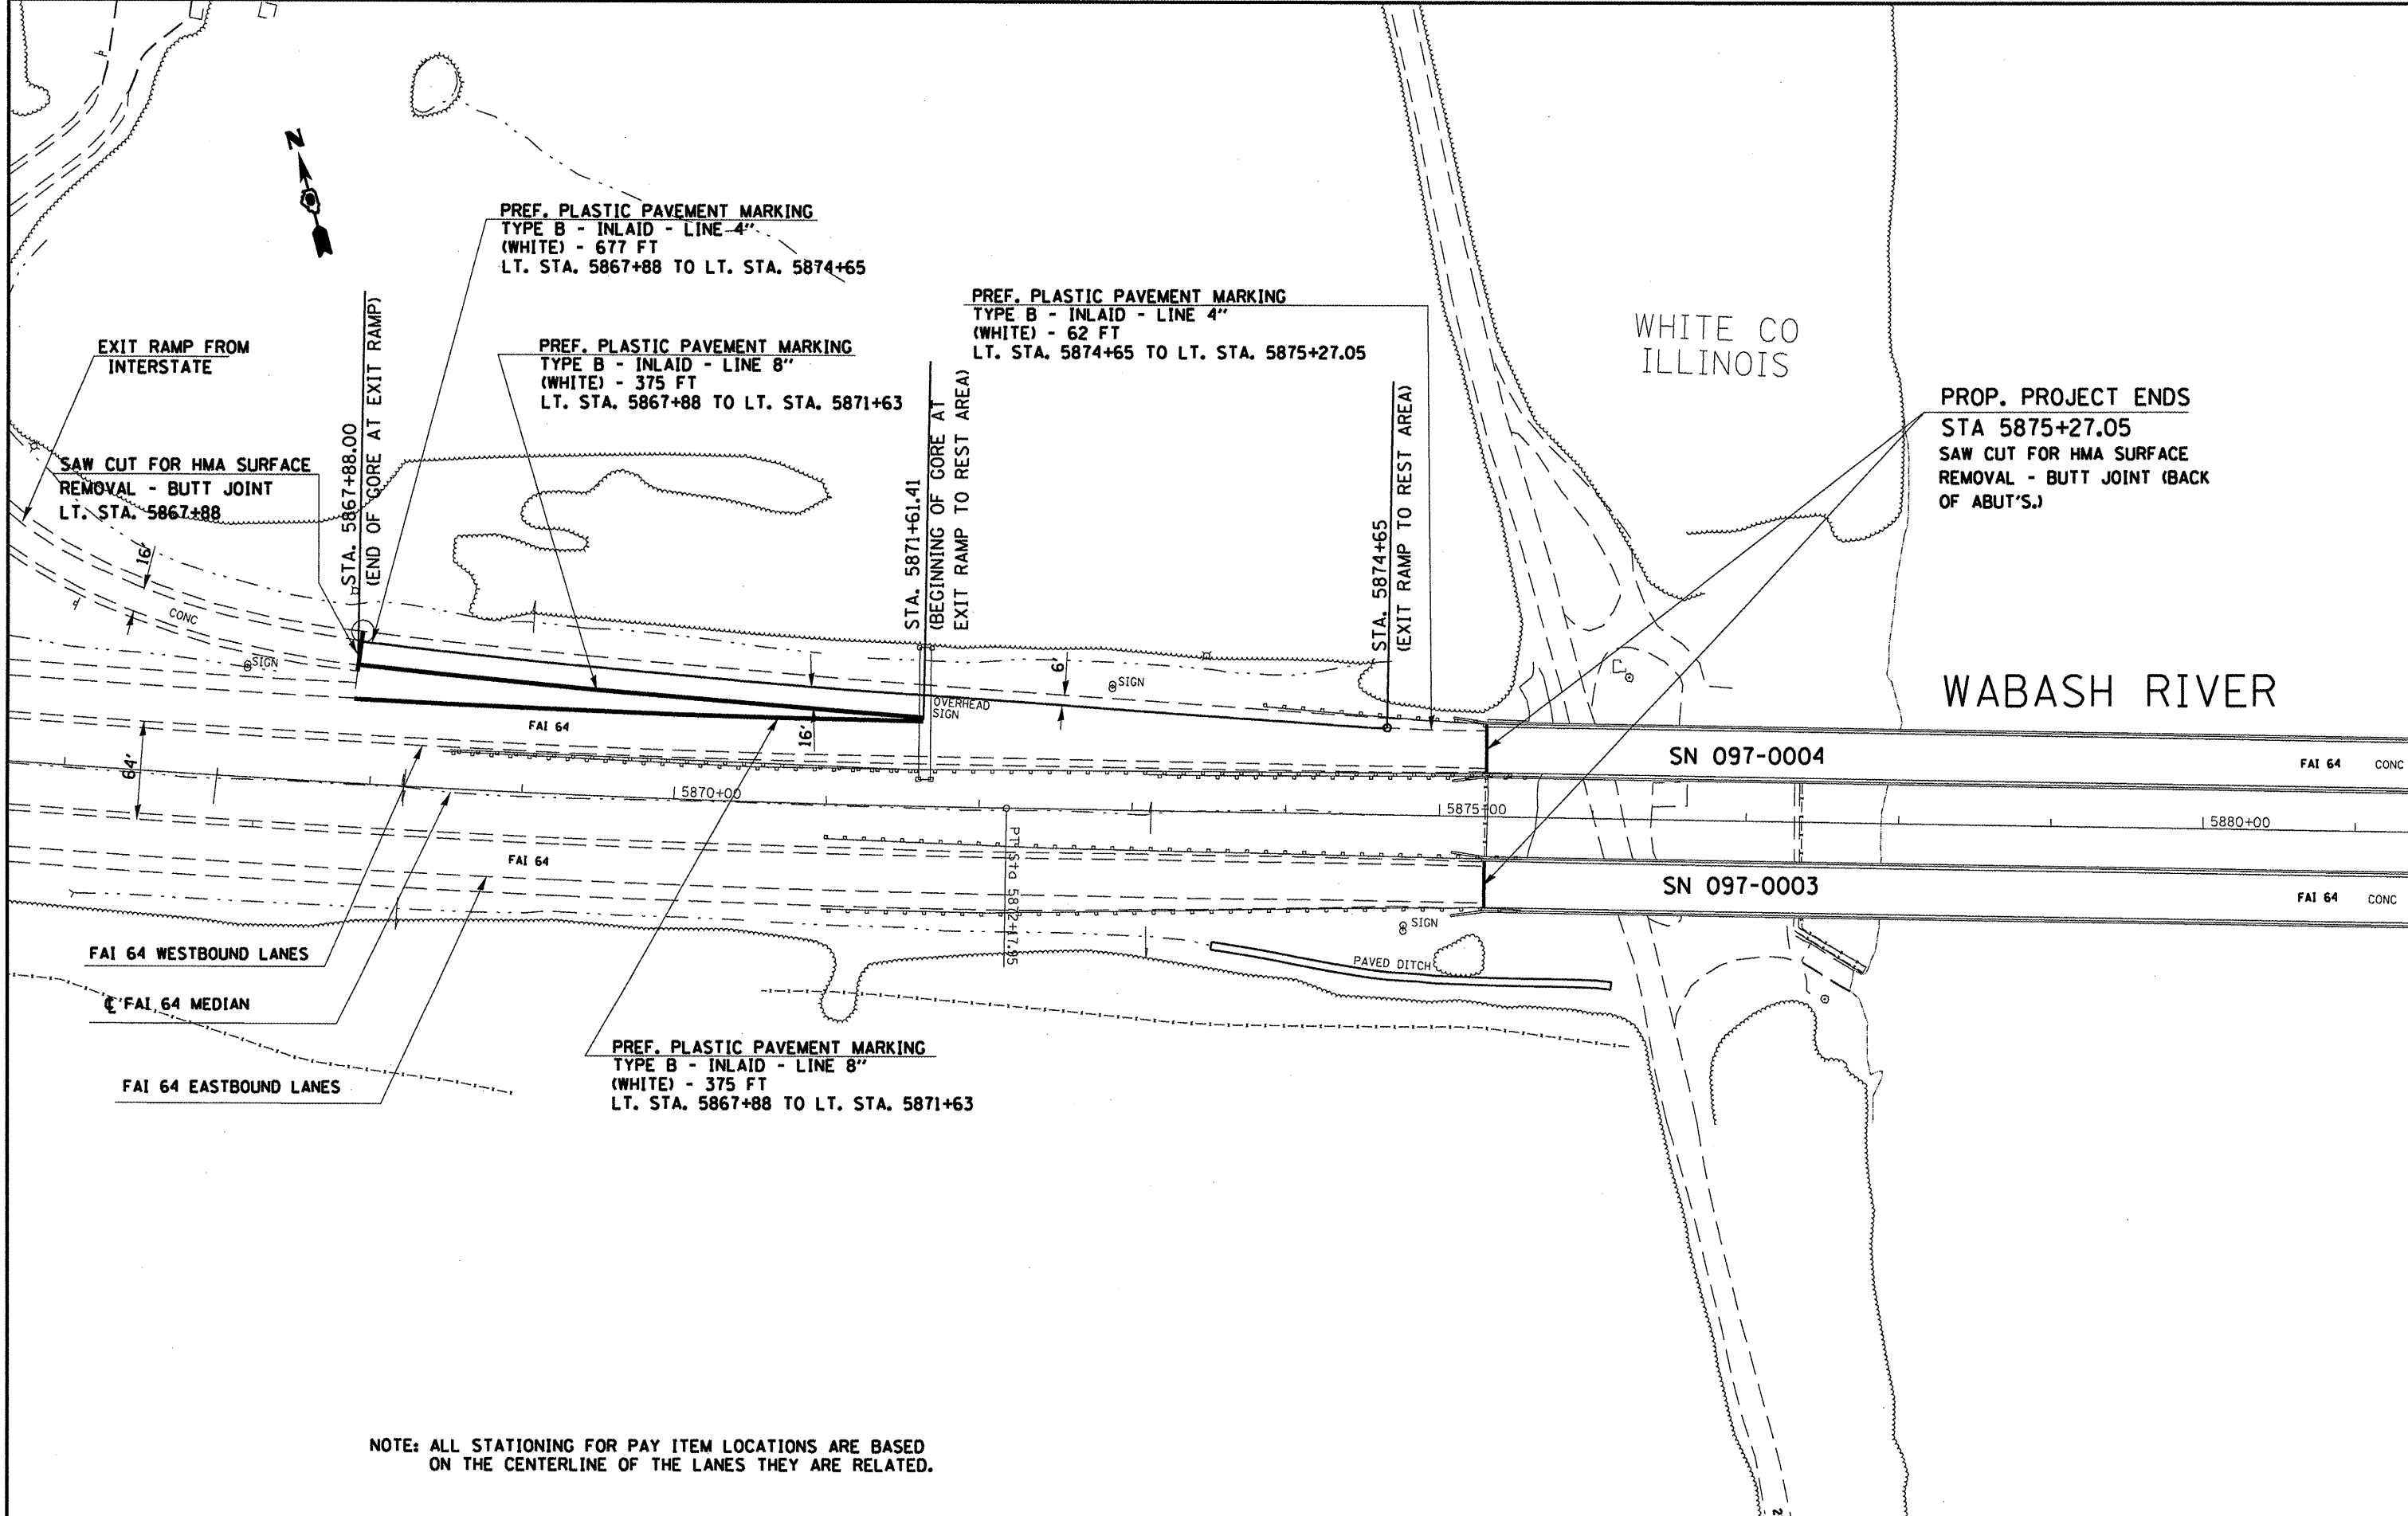 N
PREF. PLASTIC PAVEMENT MARKING
TYPE B - INLAID - LINE 4"
(WHITE) - 677 FT
LT. STA. 5867+88 TO LT. STA. 5874+65
PREF. PLASTIC PAVEMENT MARKING
TYPE B - INLAID - LINE 4"
(WHITE) - 62 FT
LT. STA. 5874+65 TO LT. STA. 5875+27.05
EXIT RAMP FROM
INTERSTATE
PREF. PLASTIC PAVEMENT MARKING
TYPE B - INLAID - LINE 8"
(WHITE) - 375 FT
LT. STA. 5867+88 TO LT. STA. 5871+63
WHITE CO
ILLINOIS
PROP. PROJECT ENDS
STA 5875+27.05
SAW CUT FOR HMA SURFACE
REMOVAL - BUTT JOINT (BACK
OF ABUT'S.)
SAW CUT FOR HMA SURFACE
REMOVAL - BUTT JOINT
LT. STA. 5867+88
STA. 5867+88.00
(END OF GORE AT EXIT RAMP)
STA. 5871+61.41
(BEGINNING OF GORE AT
EXIT RAMP TO REST AREA)
STA. 5874+65
(EXIT RAMP TO REST AREA)
16'
CONC
SIGN
6'
SIGN
OVERHEAD
SIGN
WABASH RIVER
FAI 64
16'
64'
SN 097-0004
FAI 64 CONC
5870+00
5875+00
5880+00
PT Sta 5872+17.95
FAI 64
SN 097-0003
FAI 64 CONC
SIGN
PAVED DITCH
FAI 64 WESTBOUND LANES
℄ FAI 64 MEDIAN
FAI 64 EASTBOUND LANES
PREF. PLASTIC PAVEMENT MARKING
TYPE B - INLAID - LINE 8"
(WHITE) - 375 FT
LT. STA. 5867+88 TO LT. STA. 5871+63
NOTE: ALL STATIONING FOR PAY ITEM LOCATIONS ARE BASED
ON THE CENTERLINE OF THE LANES THEY ARE RELATED.
2